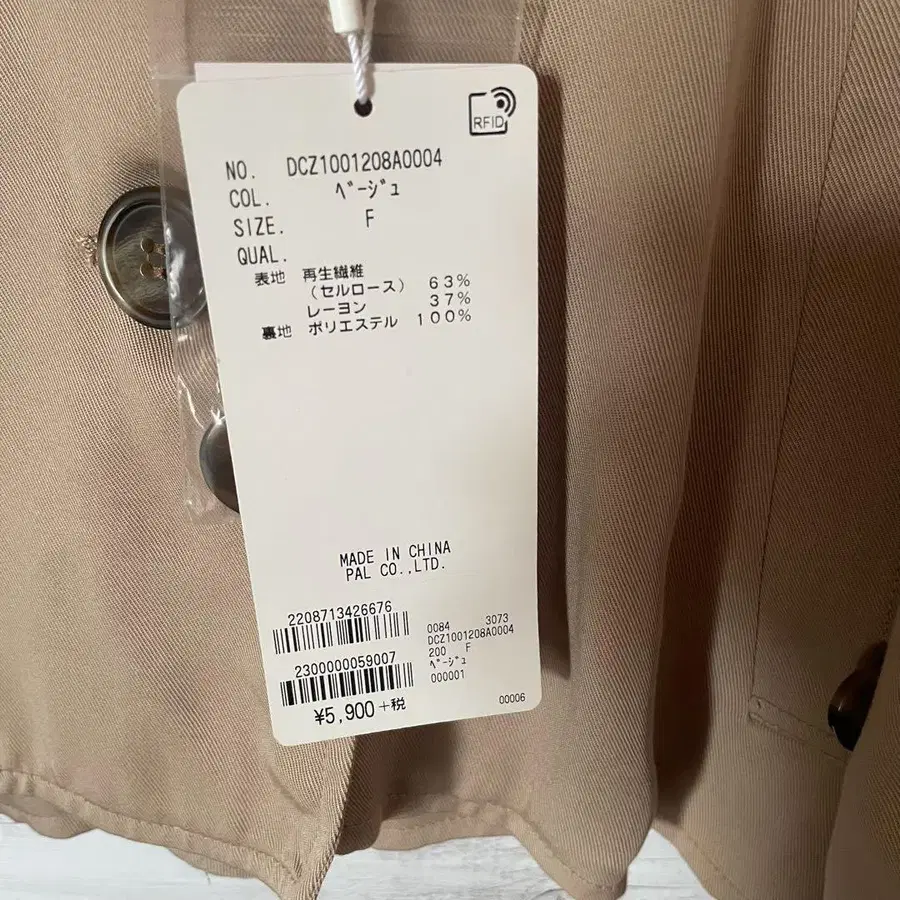 RFID
NO. DCZ1001208A0004
COL. ﾍﾞｰｼﾞｭ
SIZE. F
QUAL.
表地 再生繊維
（セルロース） 63%
レーヨン 37%
裏地 ポリエステル 100%
MADE IN CHINA
PAL CO.,LTD.
2208713426676
2300000059007
¥5,900 +税
0084 3073
DCZ1001208A0004
200 F
ﾍﾞｰｼﾞｭ
000001
00006